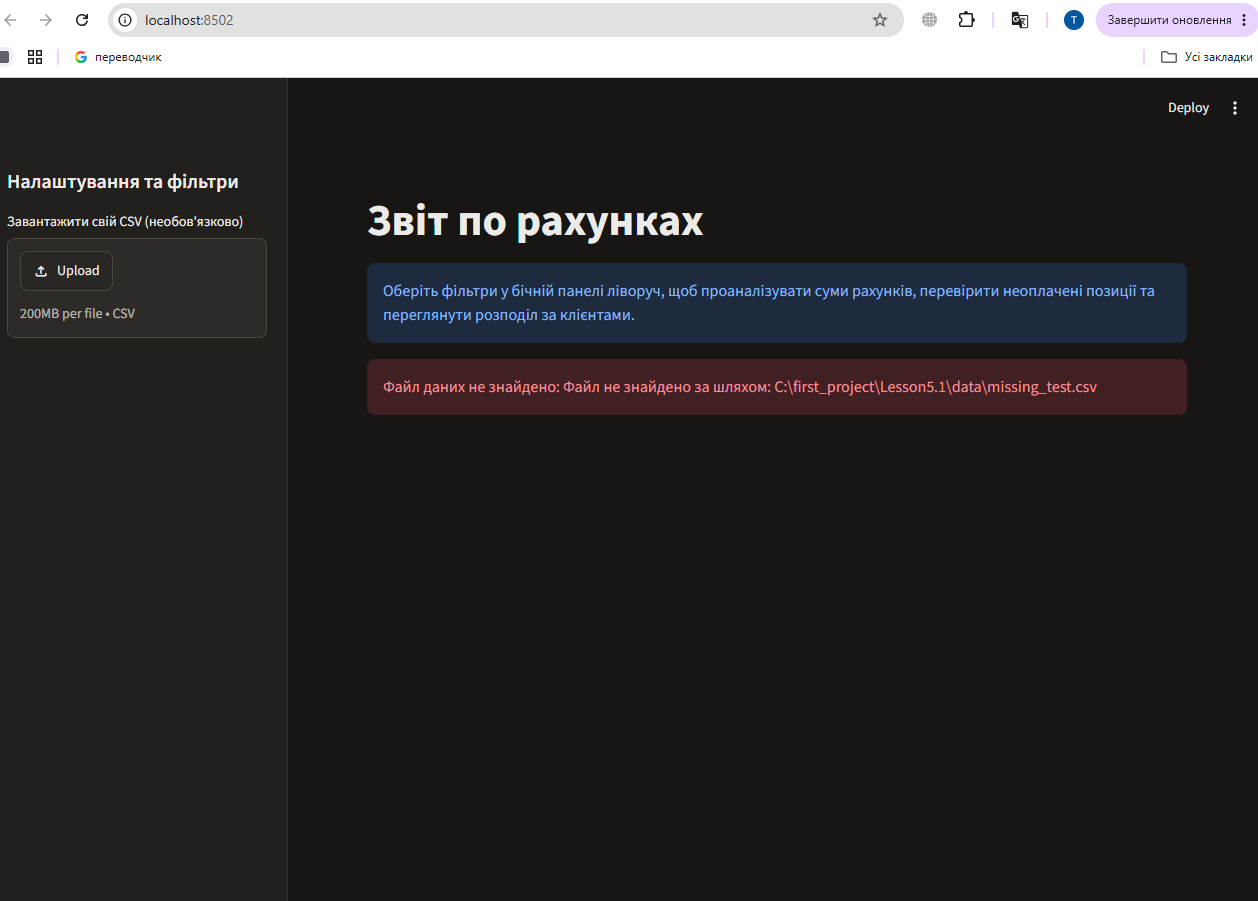 localhost:8502
T
Завершити оновлення
переводчик
Усі закладки
Deploy
Налаштування та фільтри
Завантажити свій CSV (необов'язково)
Upload
200MB per file • CSV
Звіт по рахунках
Оберіть фільтри у бічній панелі ліворуч, щоб проаналізувати суми рахунків, перевірити неоплачені позиції та
переглянути розподіл за клієнтами.
Файл даних не знайдено: Файл не знайдено за шляхом: C:\first_project\Lesson5.1\data\missing_test.csv